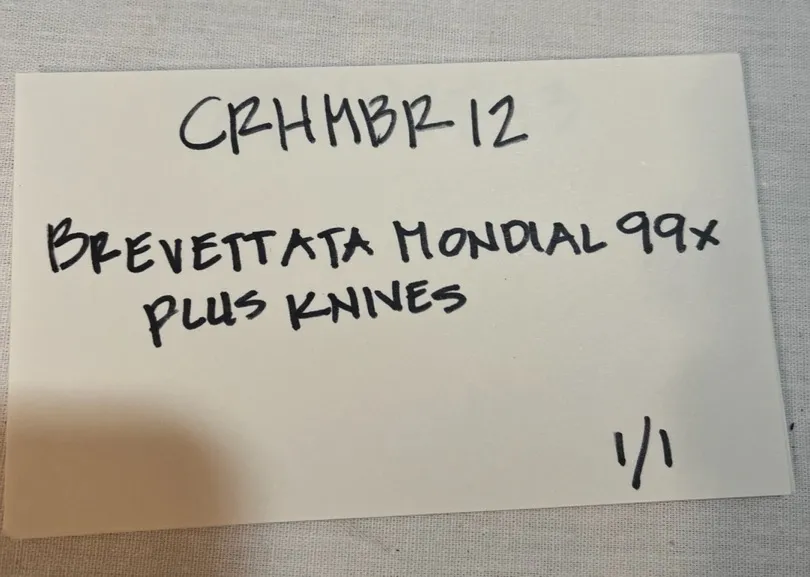 CRHMBR12
BREVETTATA MONDIAL 99X
PLUS KNIVES
1/1